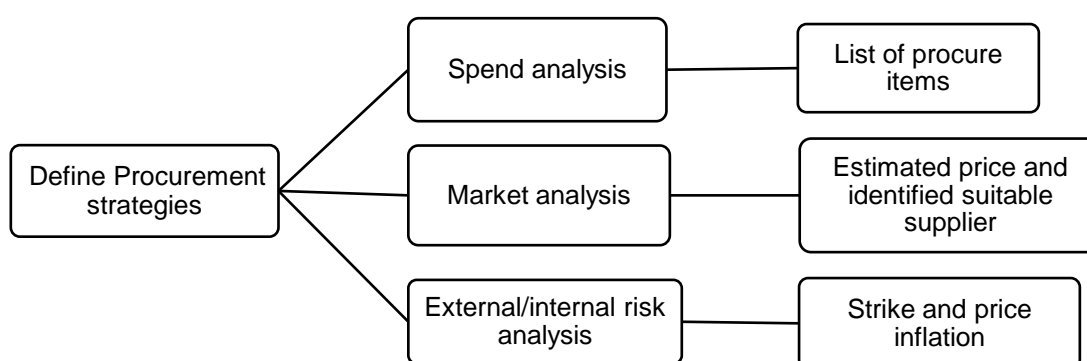 Define Procurement
strategies
Spend analysis
List of procure
items
Market analysis
Estimated price and
identified suitable
supplier
External/internal risk
analysis
Strike and price
inflation